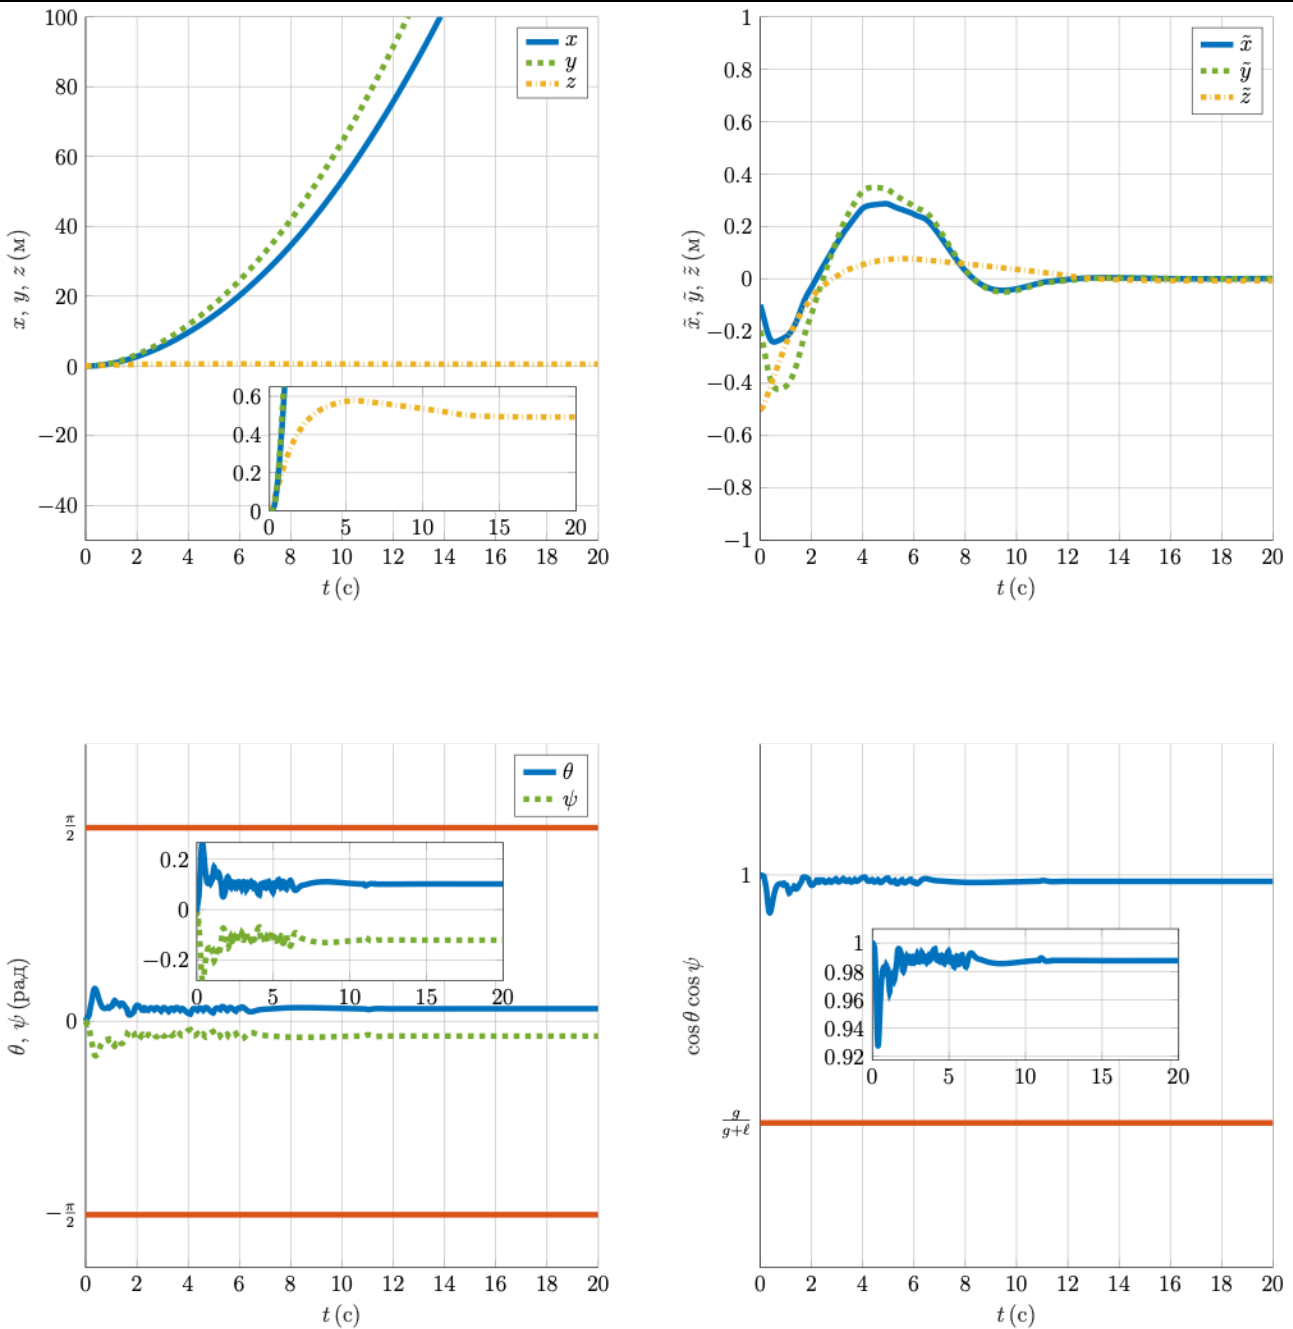 100
80
60
40
20
0
−20
−40
x, y, z (м)
x
y
z
0.6
0.4
0.2
0
0 5 10 15 20
0 2 4 6 8 10 12 14 16 18 20
t (с)
1
0.8
0.6
0.4
0.2
0
−0.2
−0.4
−0.6
−0.8
−1
x̃, ỹ, z̃ (м)
x̃
ỹ
z̃
0 2 4 6 8 10 12 14 16 18 20
t (с)
π/2
0
−π/2
θ, ψ (рад)
θ
ψ
0.2
0
−0.2
0 5 10 15 20
0 2 4 6 8 10 12 14 16 18 20
t (с)
1
g/(g+ℓ)
cos θ cos ψ
1
0.98
0.96
0.94
0.92
0 5 10 15 20
0 2 4 6 8 10 12 14 16 18 20
t (с)